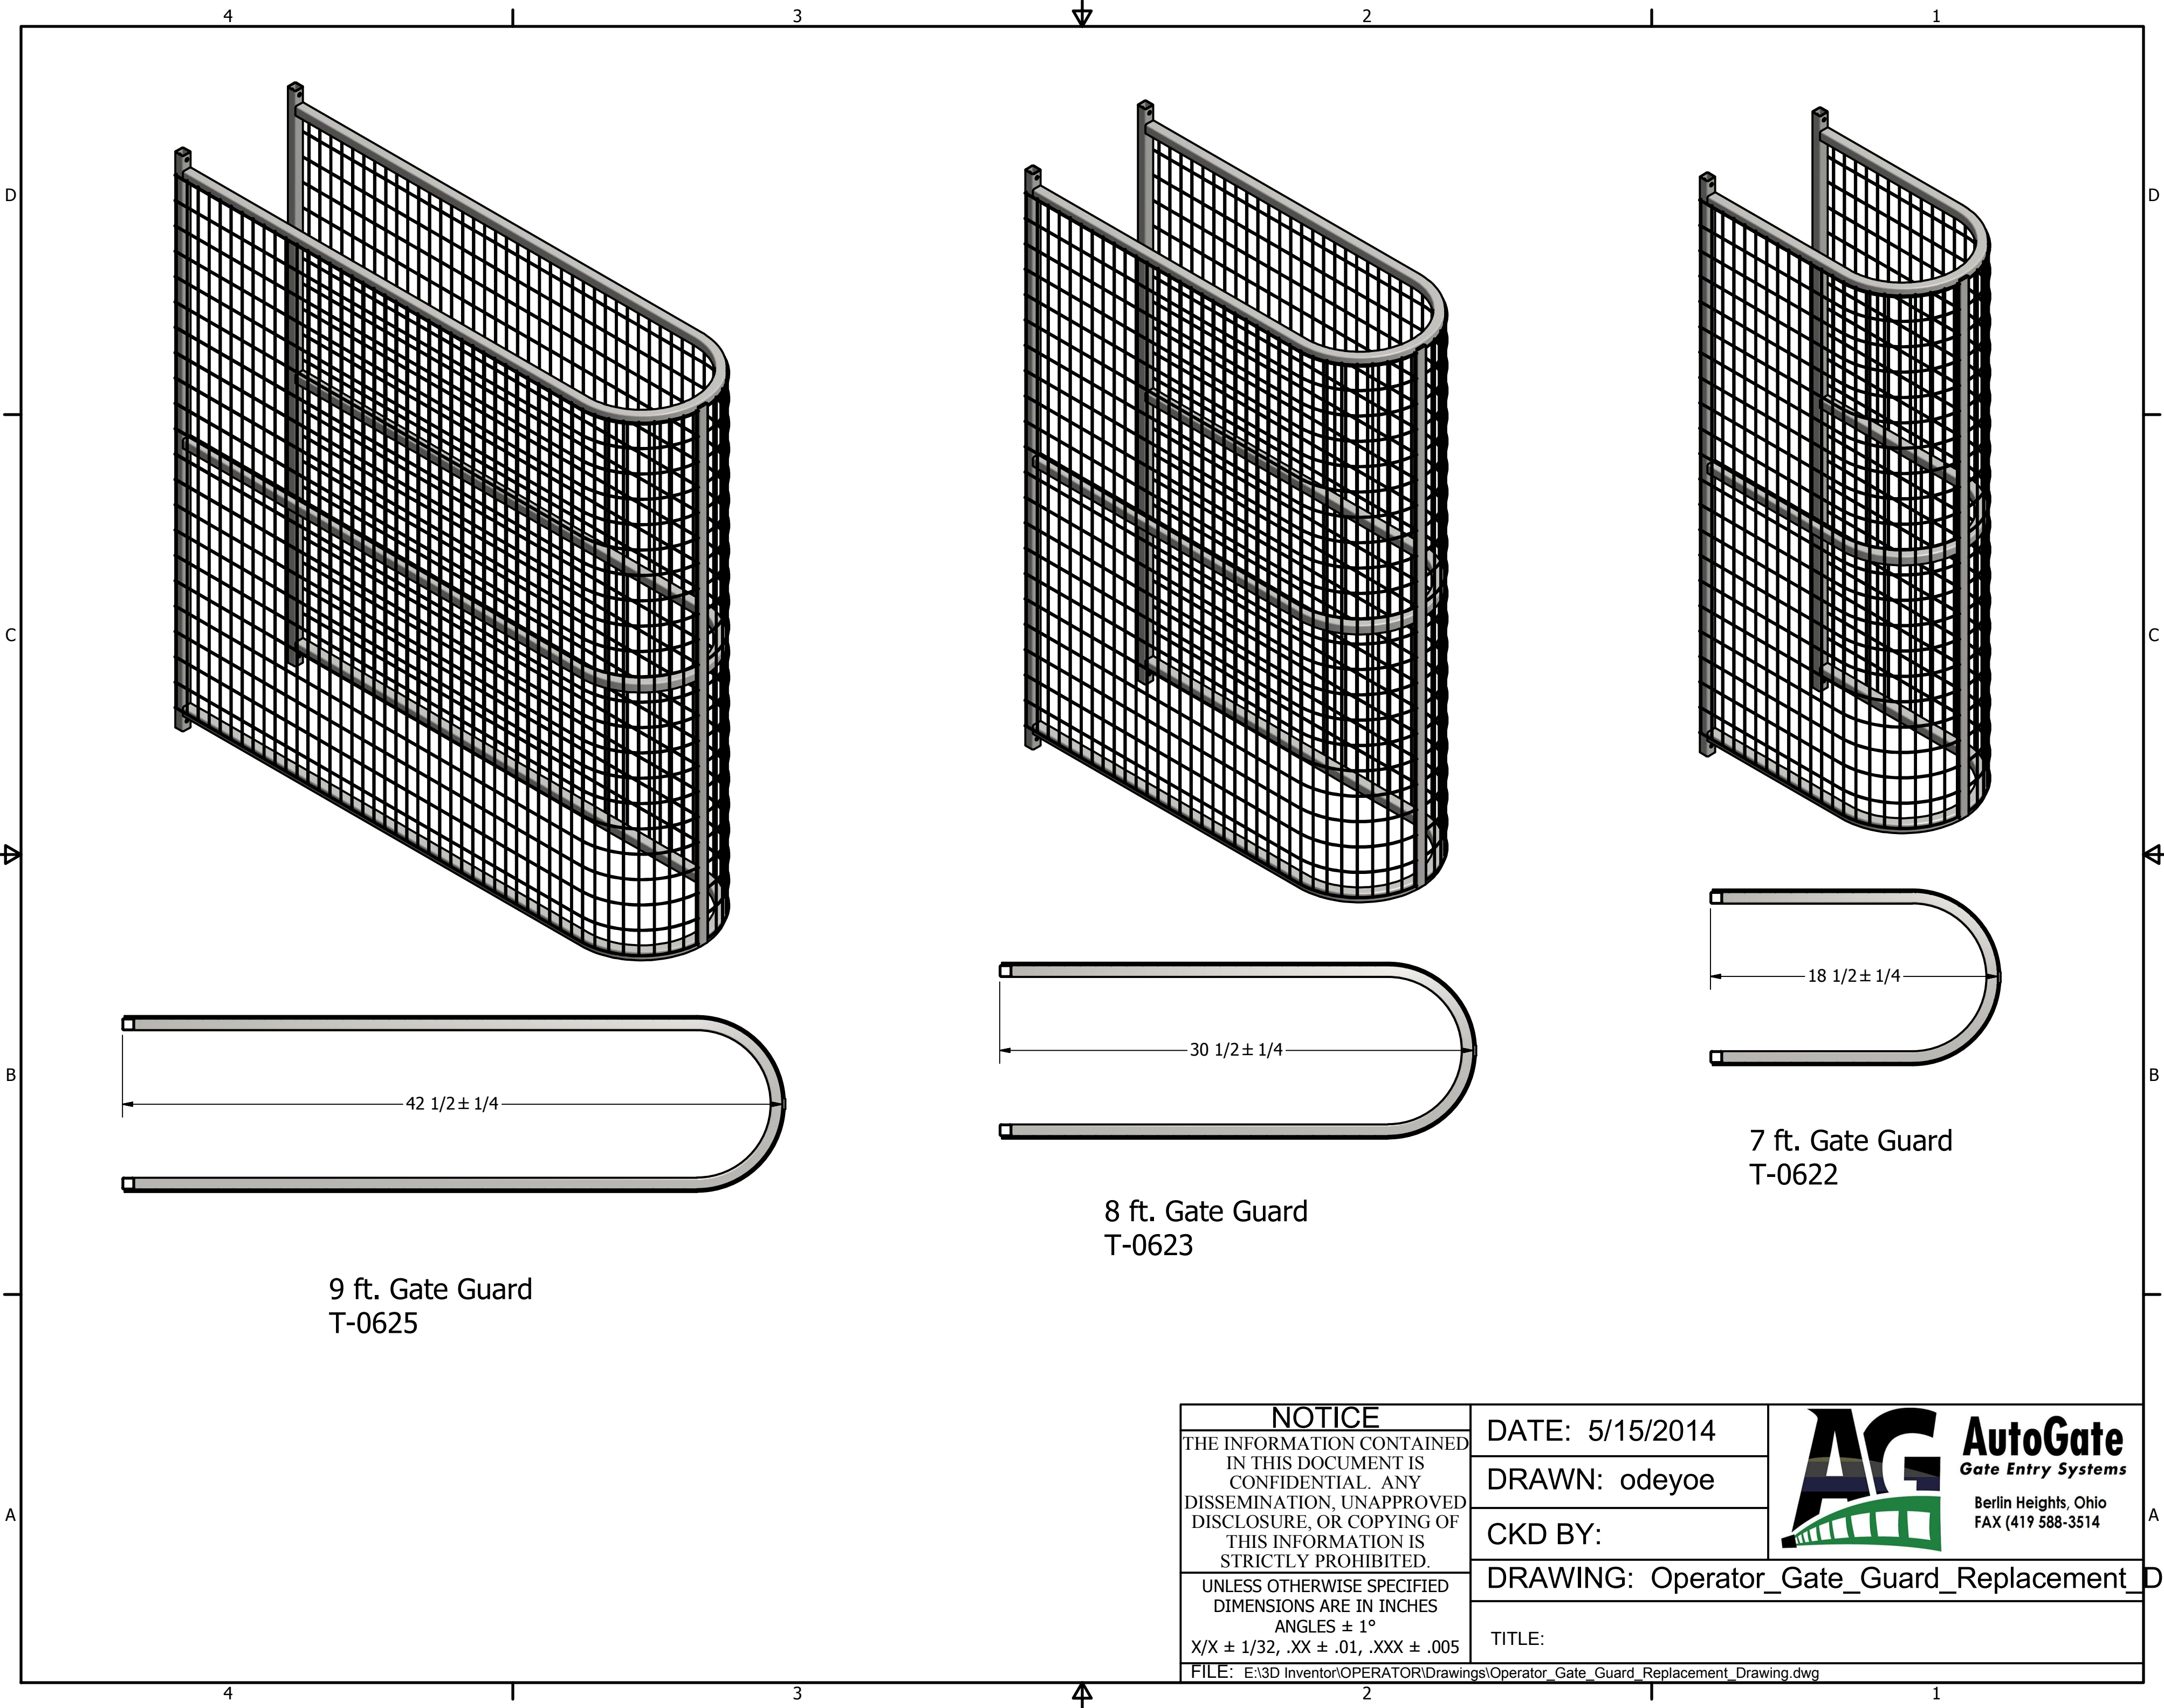 4 3 2 1
D D
C C
18 1/2 ± 1/4
30 1/2 ± 1/4
42 1/2 ± 1/4
B B
7 ft. Gate Guard
T-0622
8 ft. Gate Guard
T-0623
9 ft. Gate Guard
T-0625
A A
NOTICE
THE INFORMATION CONTAINED
IN THIS DOCUMENT IS
CONFIDENTIAL. ANY
DISSEMINATION, UNAPPROVED
DISCLOSURE, OR COPYING OF
THIS INFORMATION IS
STRICTLY PROHIBITED.
UNLESS OTHERWISE SPECIFIED
DIMENSIONS ARE IN INCHES
ANGLES ± 1°
X/X ± 1/32, .XX ± .01, .XXX ± .005
DATE: 5/15/2014
DRAWN: odeyoe
CKD BY:
AG
AutoGate
Gate Entry Systems
Berlin Heights, Ohio
FAX (419 588-3514
DRAWING: Operator_Gate_Guard_Replacement_D
TITLE:
FILE: E:\3D Inventor\OPERATOR\Drawings\Operator_Gate_Guard_Replacement_Drawing.dwg
4 3 2 1